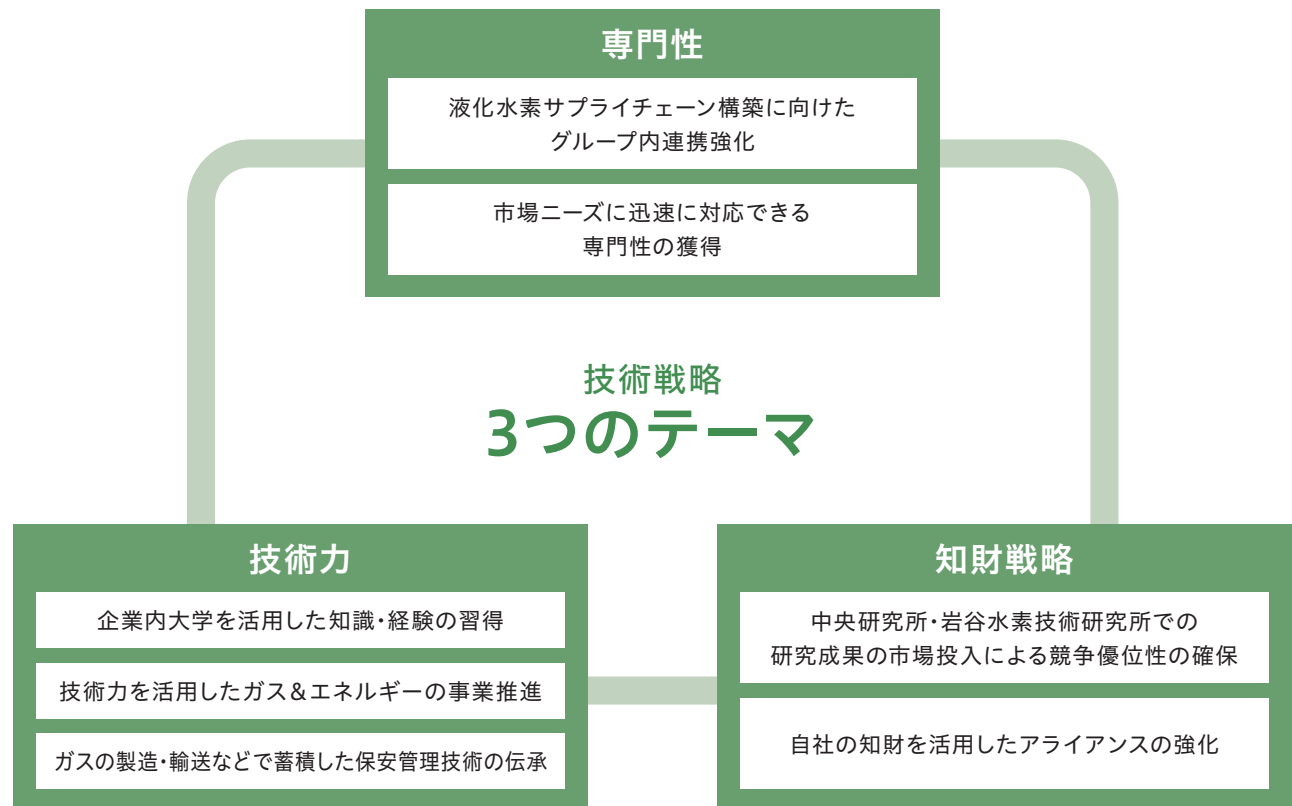 専門性
液化水素サプライチェーン構築に向けた
グループ内連携強化
市場ニーズに迅速に対応できる
専門性の獲得
技術戦略
3つのテーマ
技術力
企業内大学を活用した知識・経験の習得
技術力を活用したガス&エネルギーの事業推進
ガスの製造・輸送などで蓄積した保安管理技術の伝承
知財戦略
中央研究所・岩谷水素技術研究所での
研究成果の市場投入による競争優位性の確保
自社の知財を活用したアライアンスの強化